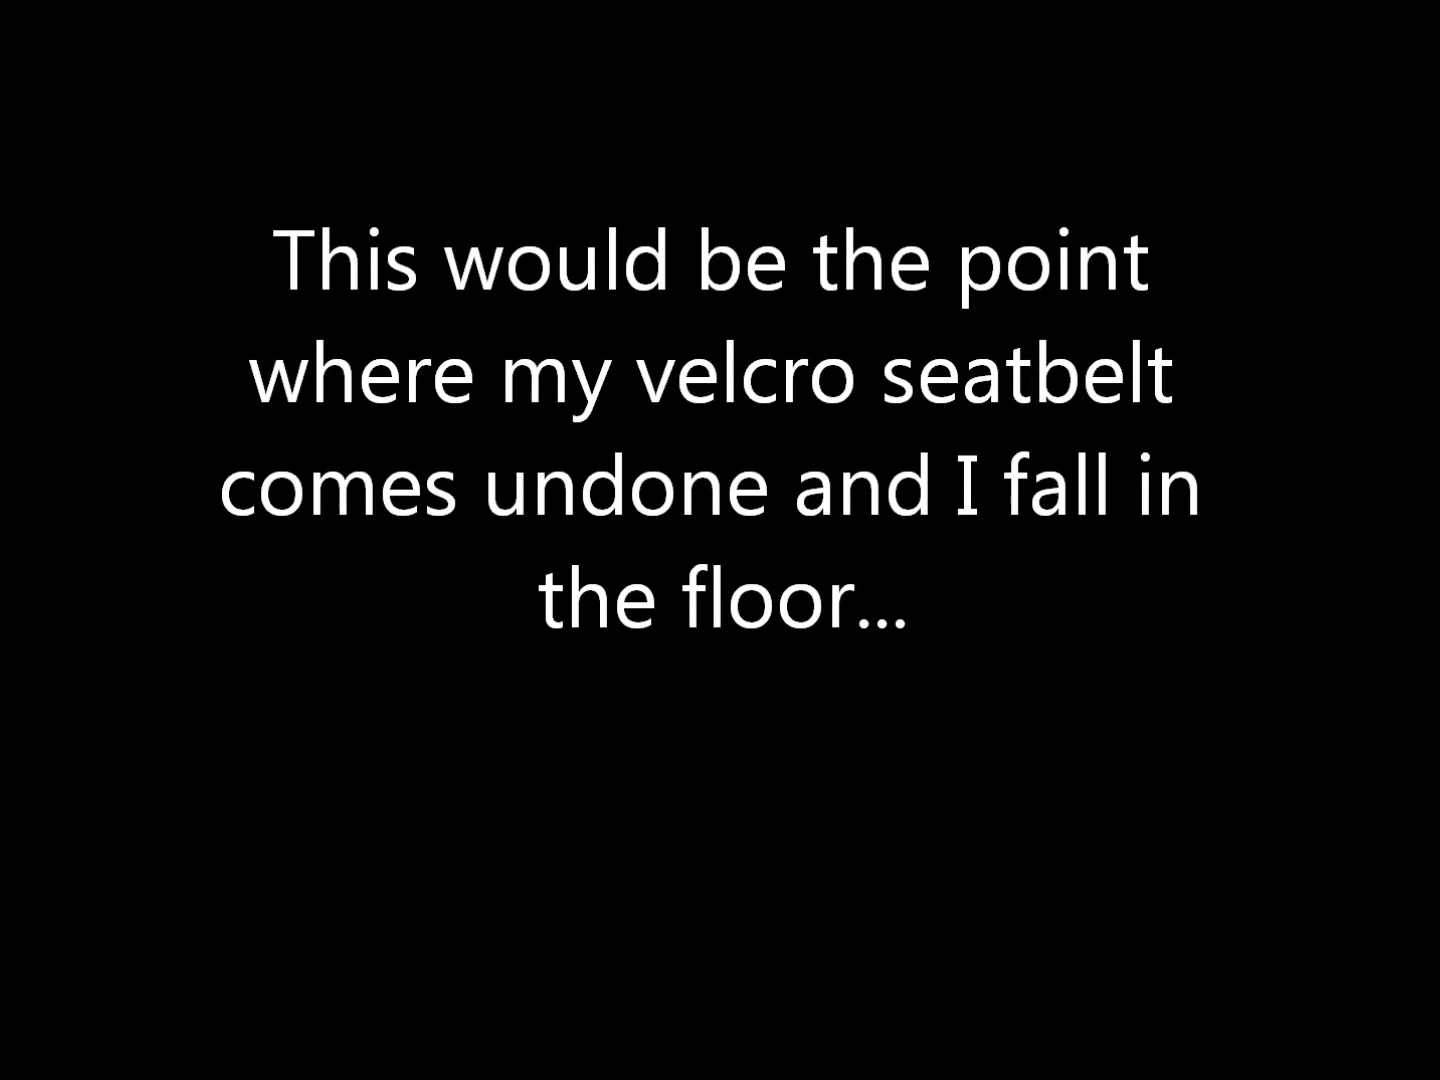 This would be the point
where my velcro seatbelt
comes undone and I fall in
the floor...